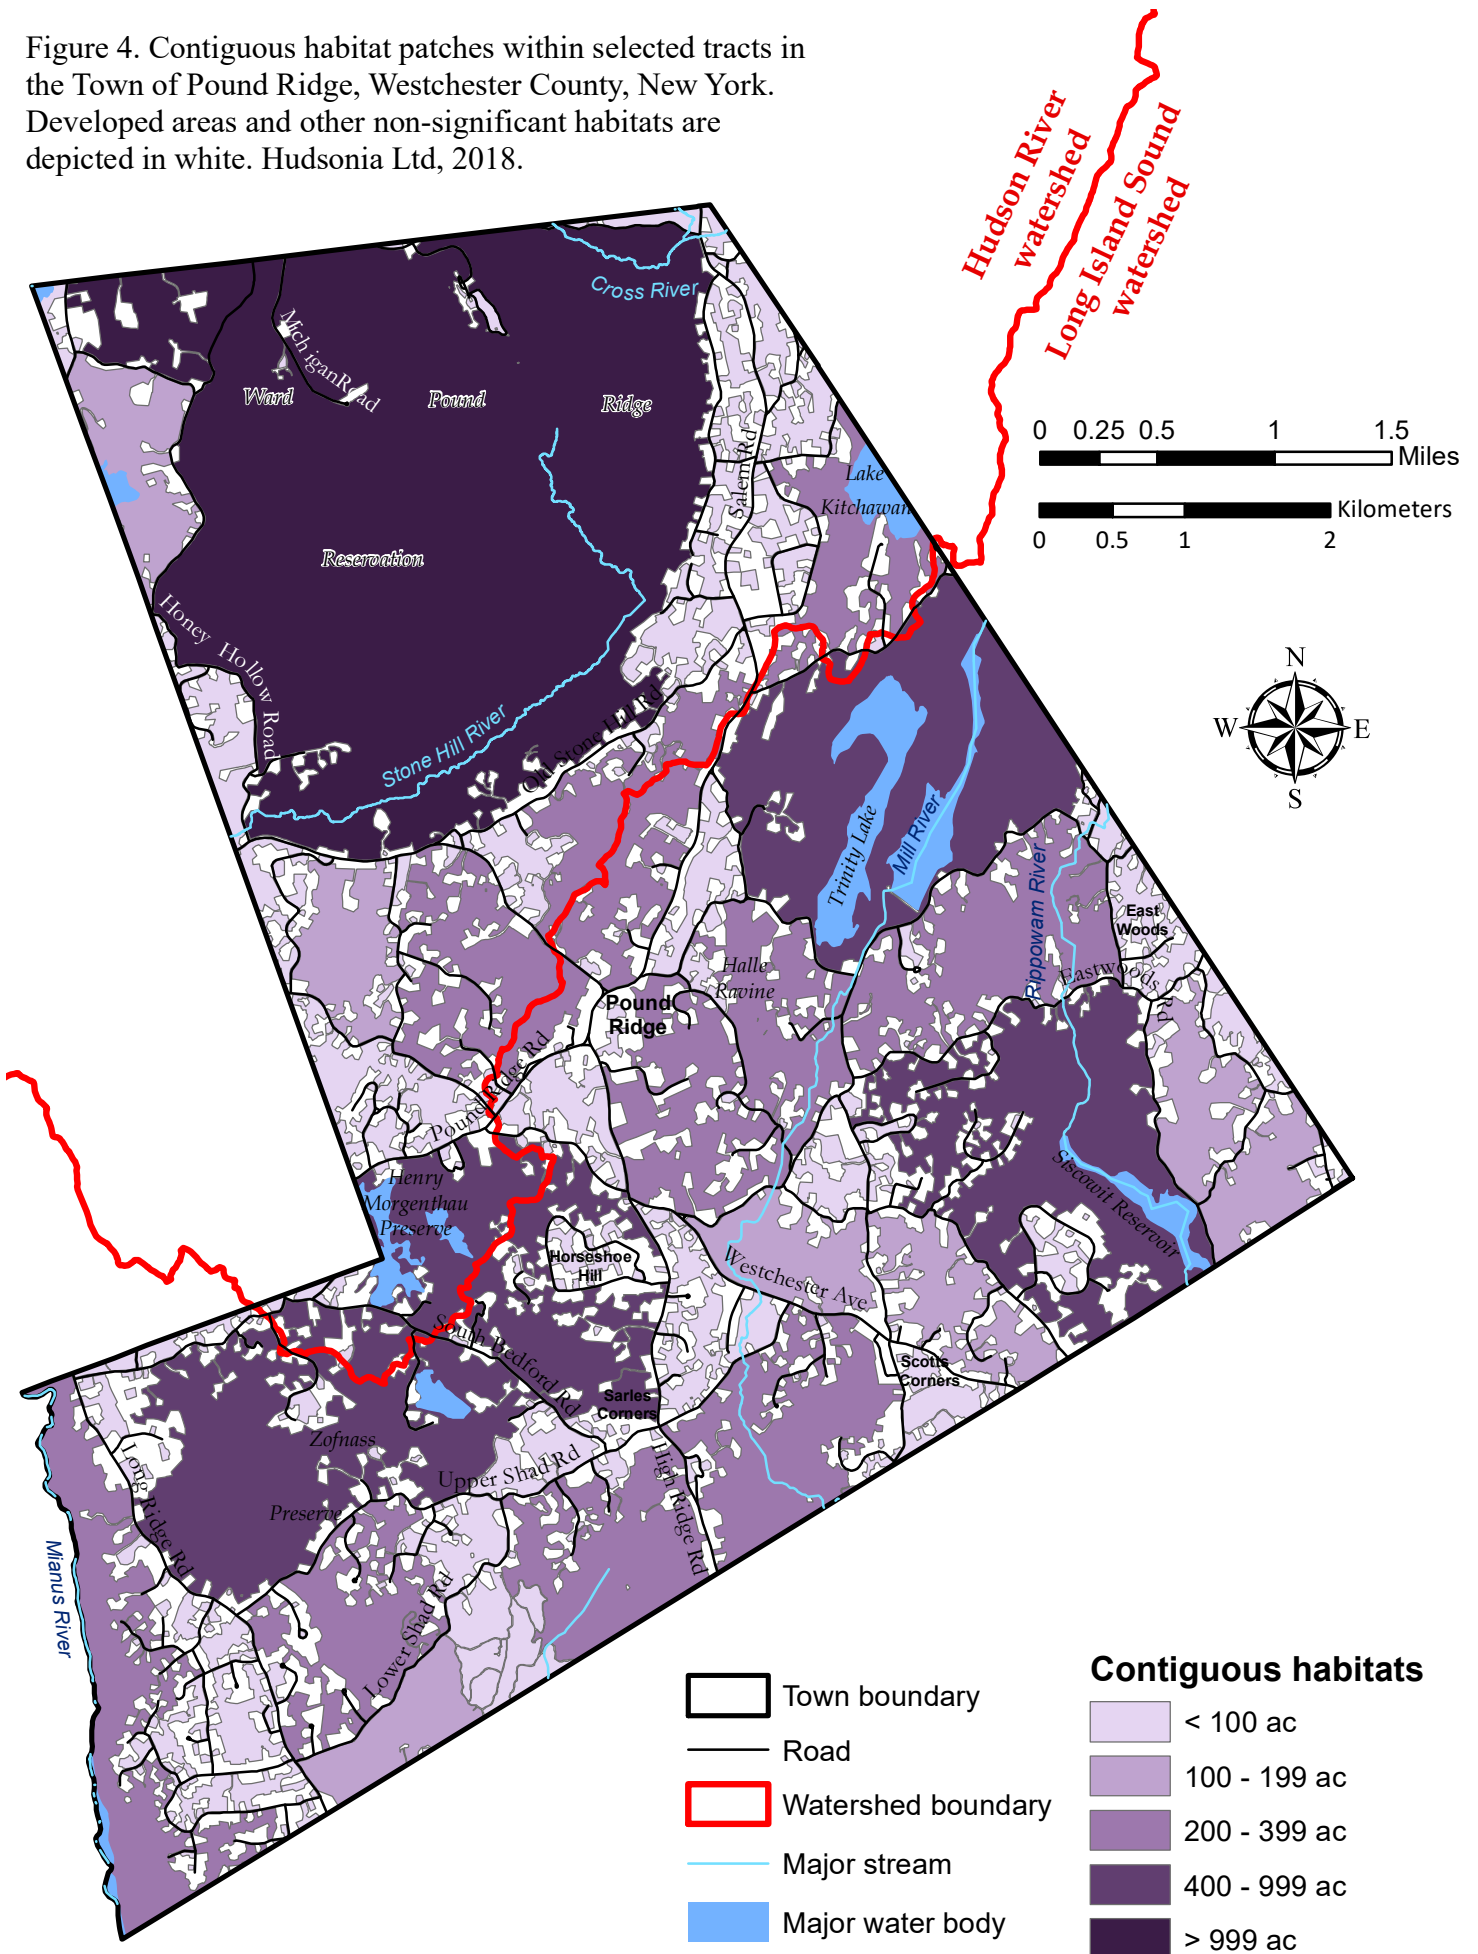 Figure 4. Contiguous habitat patches within selected tracts in
the Town of Pound Ridge, Westchester County, New York.
Developed areas and other non-significant habitats are
depicted in white. Hudsonia Ltd, 2018.
Hudson River
watershed
Long Island Sound
watershed
Cross River
Michigan Road
Ward
Pound
Ridge
Reservation
Salem Rd
Lake
Kitchawan
0 0.25 0.5 1 1.5
Miles
Kilometers
0 0.5 1 2
N
W
E
S
Honey Hollow Road
Stone Hill River
Old Stone Hill Rd
Trinity Lake
Mill River
Rippowam River
East
Woods
Eastwoods Rd
Halle
Ravine
Pound
Ridge
Pound Ridge Rd
Henry
Morgenthau
Preserve
Horseshoe
Hill
Westchester Ave
Siscowit Reservoir
South Bedford Rd
Scotts
Corners
Sarles
Corners
Zofnass
Preserve
Upper Shad Rd
High Ridge Rd
Long Ridge Rd
Lower Shad Rd
Mianus River
Town boundary
Road
Watershed boundary
Major stream
Major water body
Contiguous habitats
< 100 ac
100 - 199 ac
200 - 399 ac
400 - 999 ac
> 999 ac